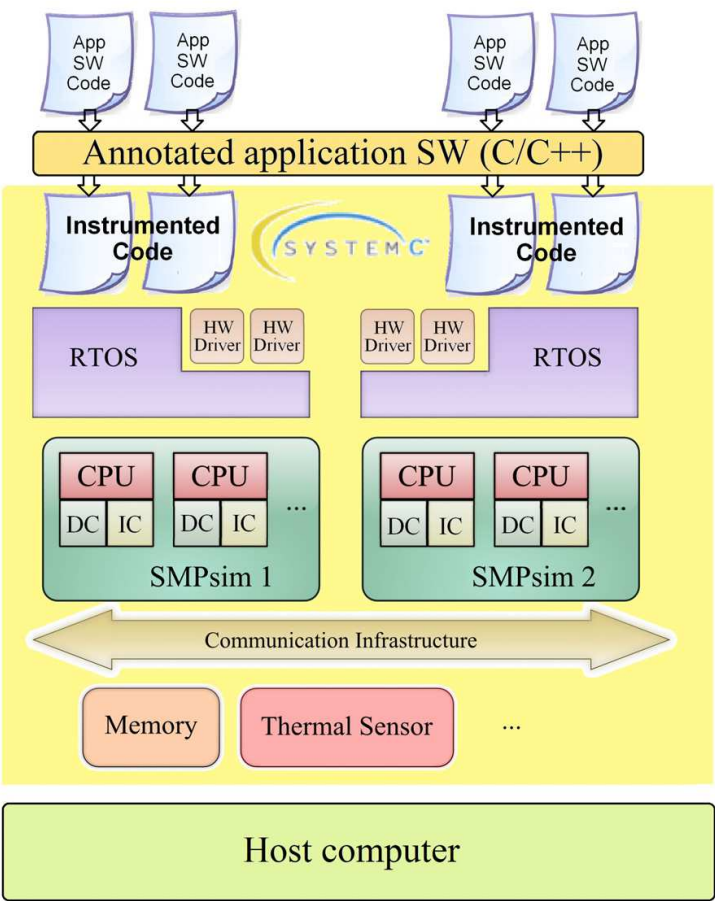 App App App App
SW SW SW SW
Code Code Code Code
Annotated application SW (C/C++)
Instrumented Code
SYSTEM C
Instrumented Code
RTOS
HW Driver
HW Driver
HW Driver
HW Driver
RTOS
CPU CPU ...
DC IC DC IC
SMPsim 1
CPU CPU ...
DC IC DC IC
SMPsim 2
Communication Infrastructure
Memory
Thermal Sensor
...
Host computer